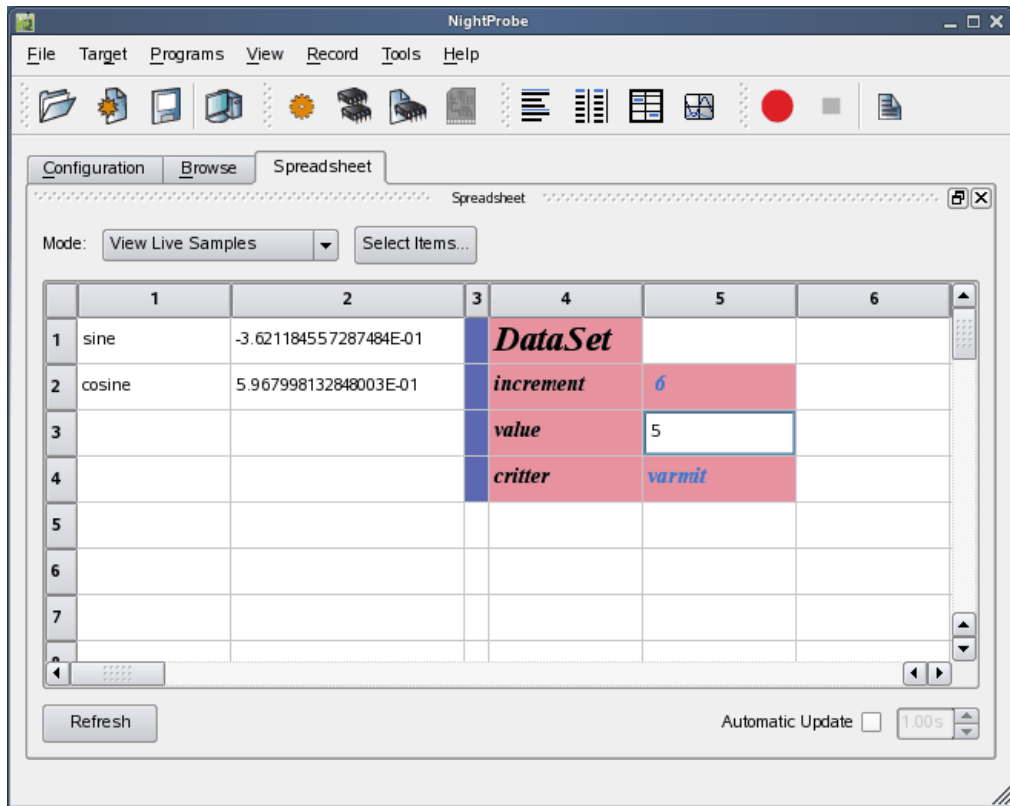 NightProbe
File Target Programs View Record Tools Help
Configuration Browse Spreadsheet
Spreadsheet
Mode: View Live Samples Select Items...
1 2 3 4 5 6
1 sine -3.621184557287484E-01 DataSet
2 cosine 5.967998132848003E-01 increment 6
3 value 5
4 critter varmit
5
6
7
Refresh Automatic Update 1.00s